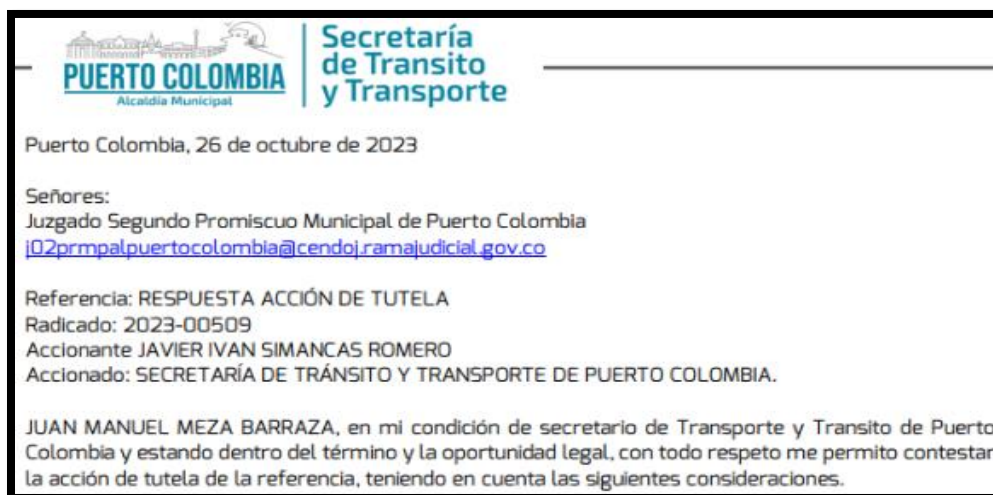 PUERTO COLOMBIA
Alcaldía Municipal
Secretaría
de Transito
y Transporte
Puerto Colombia, 26 de octubre de 2023
Señores:
Juzgado Segundo Promiscuo Municipal de Puerto Colombia
j02prmpalpuertocolombia@cendoj.ramajudicial.gov.co
Referencia: RESPUESTA ACCIÓN DE TUTELA
Radicado: 2023-00509
Accionante JAVIER IVAN SIMANCAS ROMERO
Accionado: SECRETARÍA DE TRÁNSITO Y TRANSPORTE DE PUERTO COLOMBIA.
JUAN MANUEL MEZA BARRAZA, en mi condición de secretario de Transporte y Transito de Puerto
Colombia y estando dentro del término y la oportunidad legal, con todo respeto me permito contestar
la acción de tutela de la referencia, teniendo en cuenta las siguientes consideraciones.